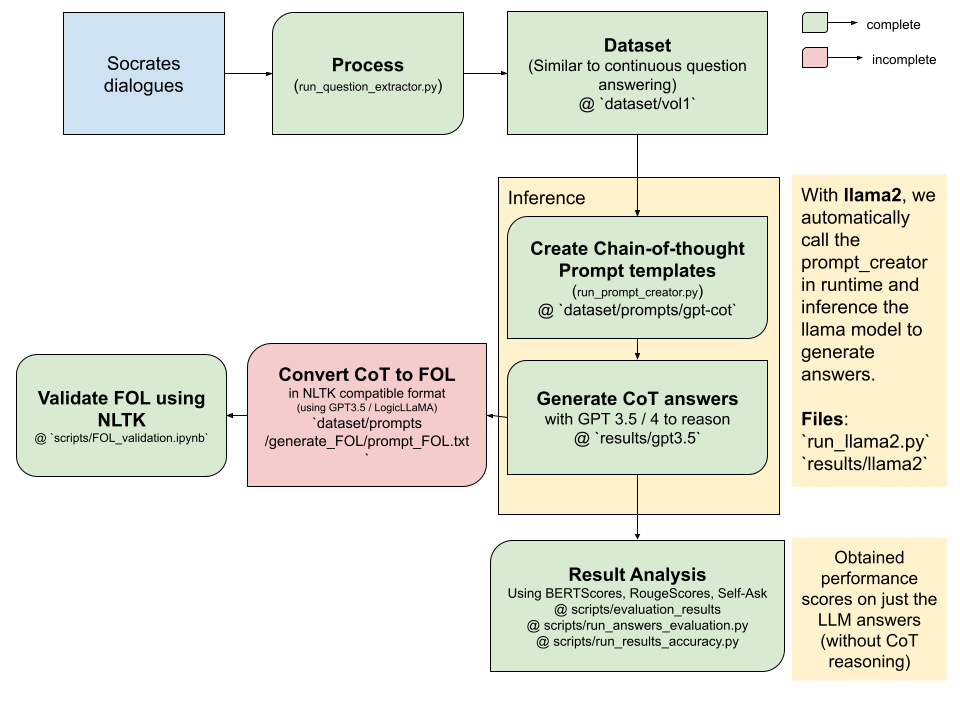 Socrates
dialogues
Process
(run_question_extractor.py)
Dataset
(Similar to continuous question
answering)
@ `dataset/vol1`
complete
incomplete
Inference
Create Chain-of-thought
Prompt templates
(run_prompt_creator.py)
@ `dataset/prompts/gpt-cot`
With llama2, we
automatically
call the
prompt_creator
in runtime and
inference the
llama model to
generate
answers.
Files:
`run_llama2.py`
`results/llama2`
Generate CoT answers
with GPT 3.5 / 4 to reason
@ `results/gpt3.5`
Convert CoT to FOL
in NLTK compatible format
(using GPT3.5 / LogicLLaMA)
`dataset/prompts
/generate_FOL/prompt_FOL.txt
`
Validate FOL using
NLTK
@ `scripts/FOL_validation.ipynb`
Result Analysis
Using BERTScores, RougeScores, Self-Ask
@ scripts/evaluation_results
@ scripts/run_answers_evaluation.py
@ scripts/run_results_accuracy.py
Obtained
performance
scores on just the
LLM answers
(without CoT
reasoning)